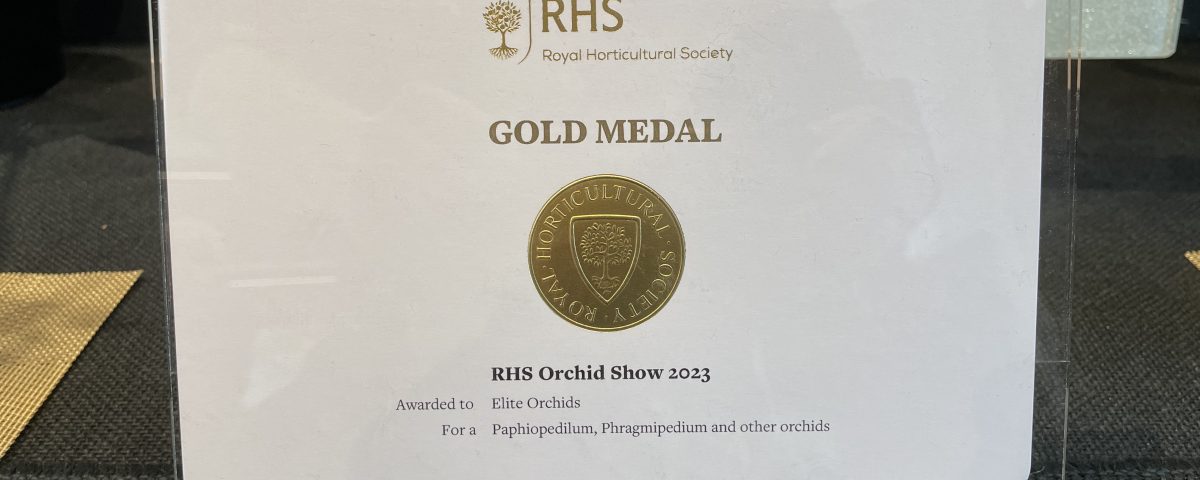 RHS
Royal Horticultural Society
GOLD MEDAL
ROYAL · HORTICULTURAL · SOCIETY ·
RHS Orchid Show 2023
Awarded to Elite Orchids
For a Paphiopedilum, Phragmipedium and other orchids